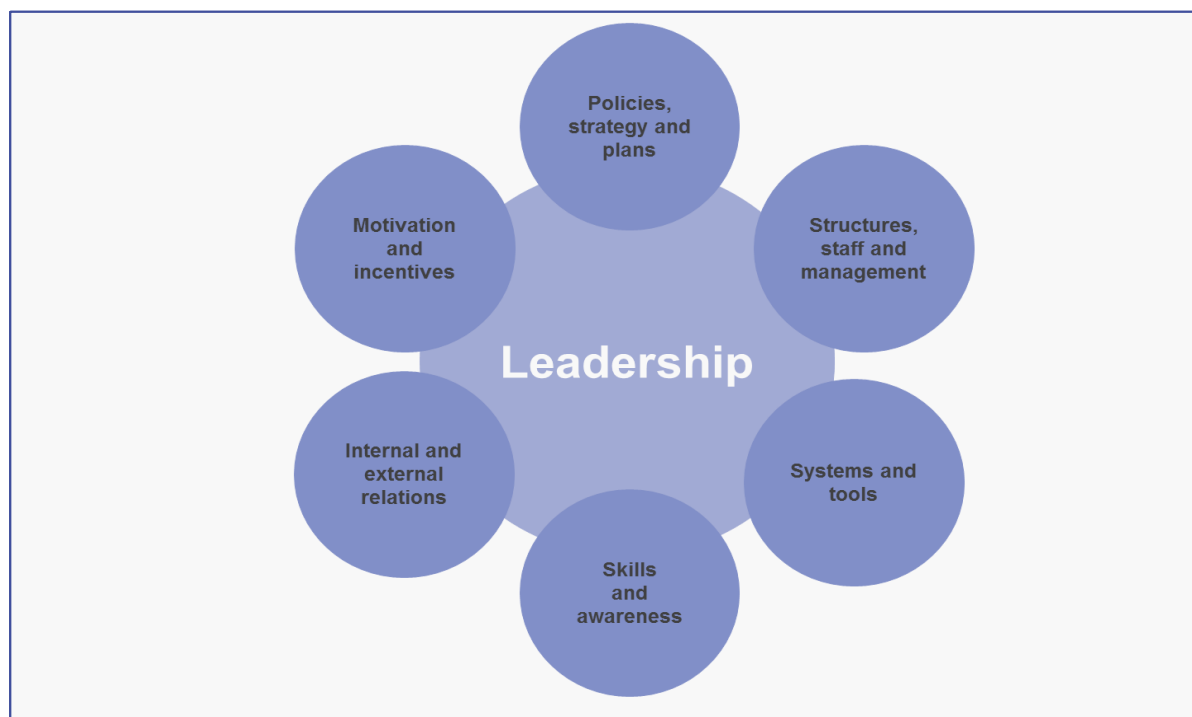 Policies,
strategy and
plans
Motivation
and
incentives
Structures,
staff and
management
Leadership
Internal and
external
relations
Systems and
tools
Skills
and
awareness